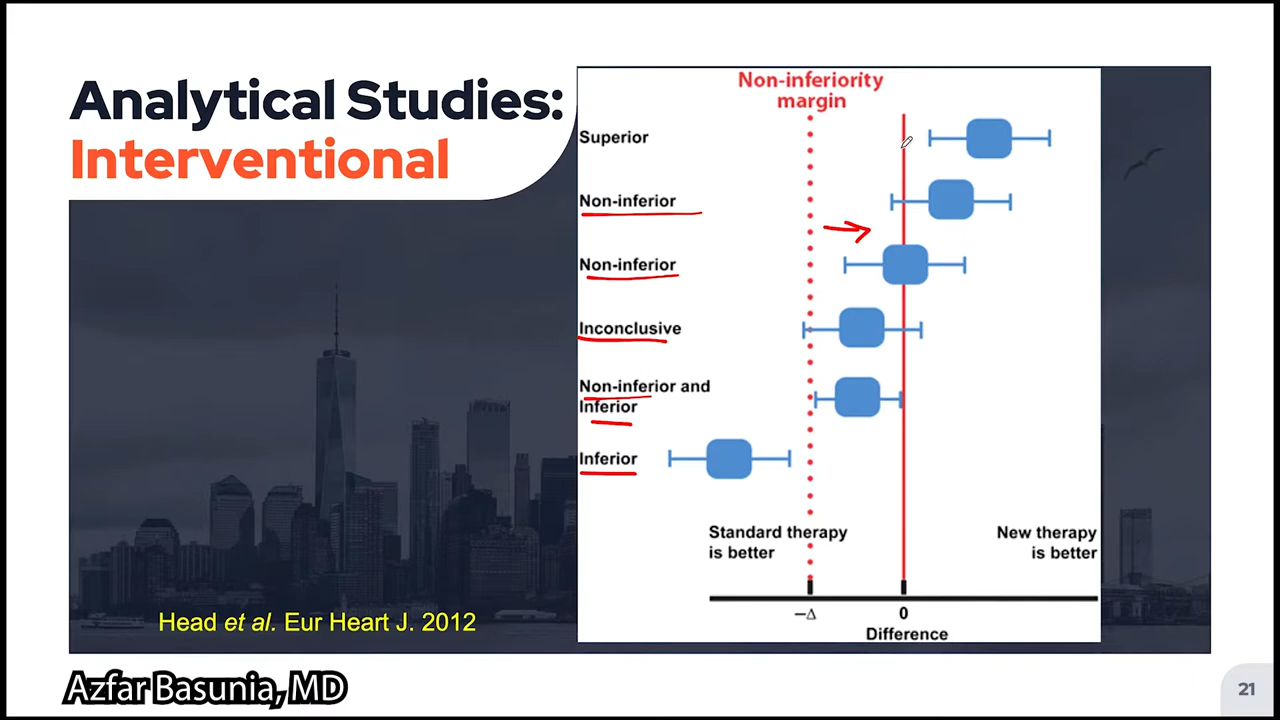 Analytical Studies:
Interventional
Non-inferiority
margin
Superior
Non-inferior
Non-inferior
Inconclusive
Non-inferior and
Inferior
Inferior
Standard therapy
is better
New therapy
is better
−Δ
0
Difference
Head et al. Eur Heart J. 2012
Azfar Basunia, MD
21